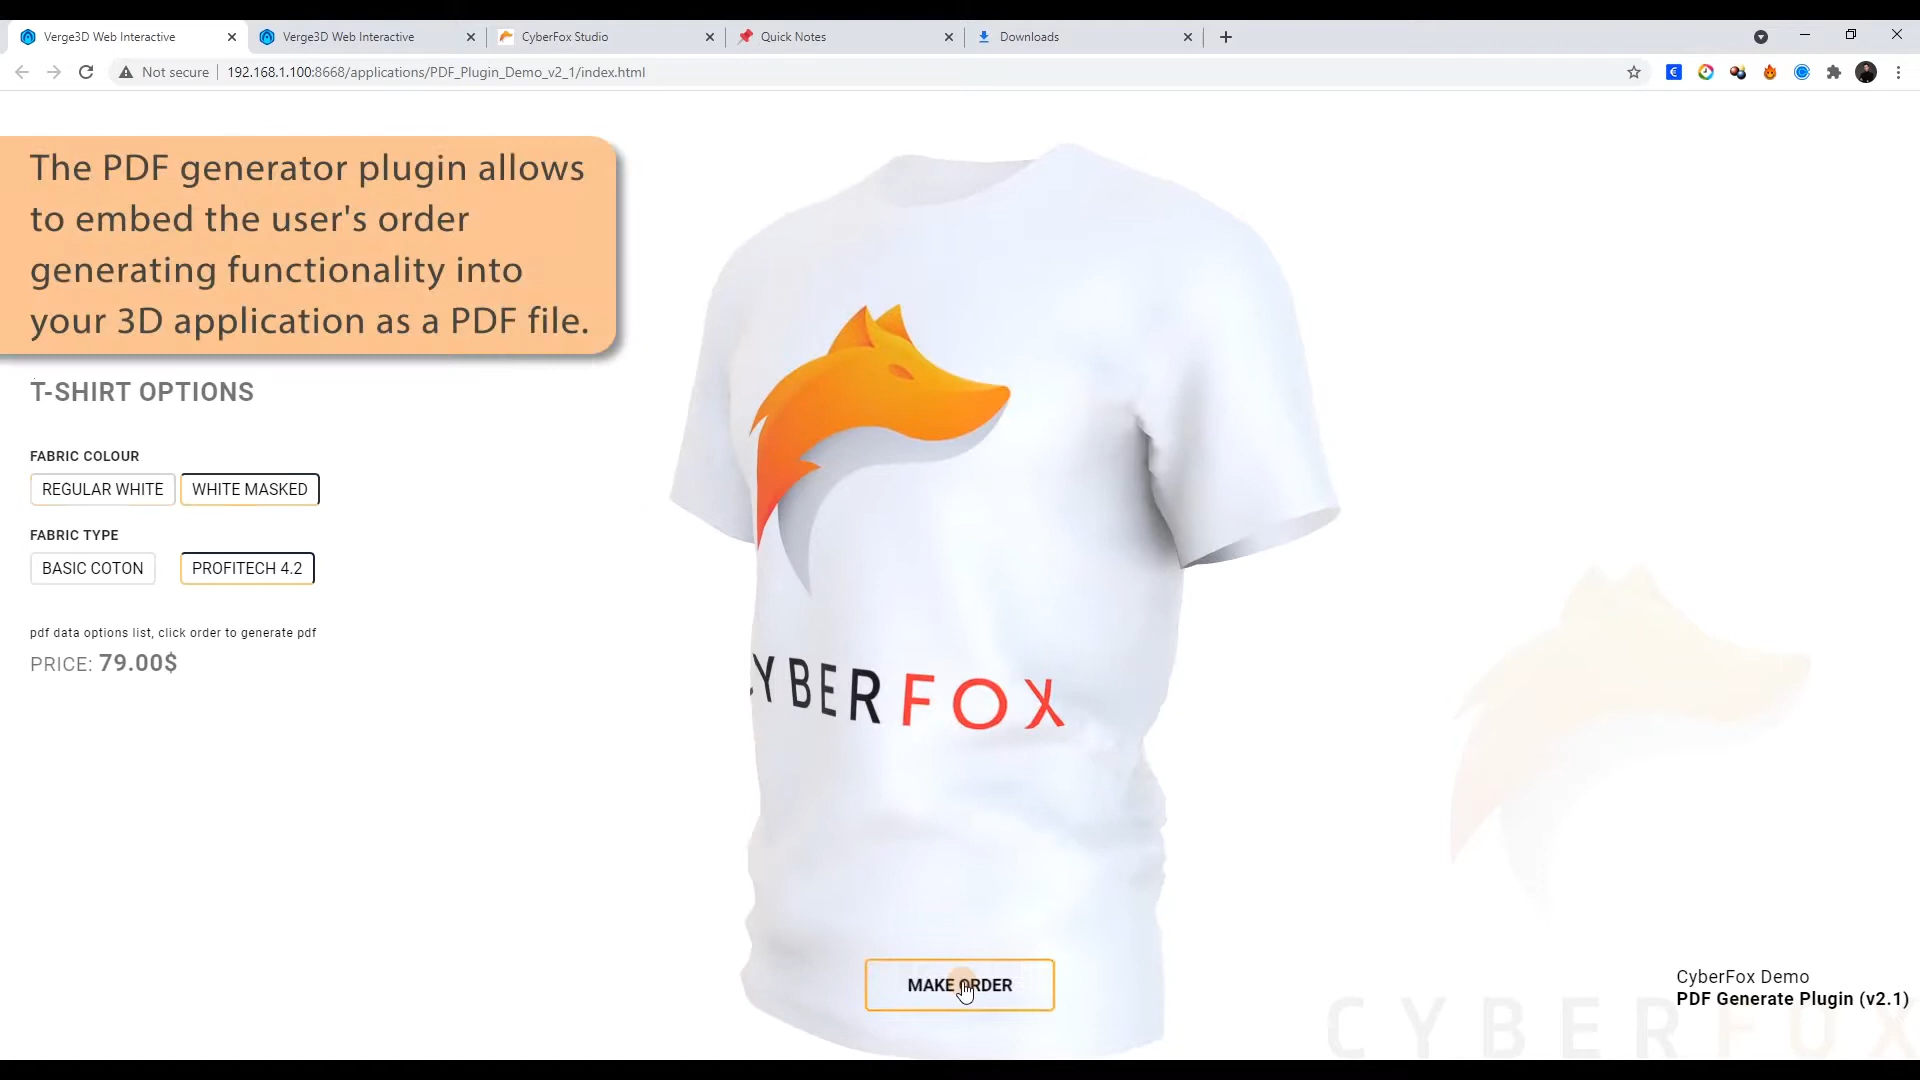 Verge3D Web Interactive
Verge3D Web Interactive
CyberFox Studio
Quick Notes
Downloads
Not secure
192.168.1.100:8668/applications/PDF_Plugin_Demo_v2_1/index.html
The PDF generator plugin allows
to embed the user's order
generating functionality into
your 3D application as a PDF file.
T-SHIRT OPTIONS
FABRIC COLOUR
REGULAR WHITE
WHITE MASKED
FABRIC TYPE
BASIC COTON
PROFITECH 4.2
pdf data options list, click order to generate pdf
PRICE: 79.00$
CYBERFOX
MAKE ORDER
CyberFox Demo
PDF Generate Plugin (v2.1)
CYBERFOX